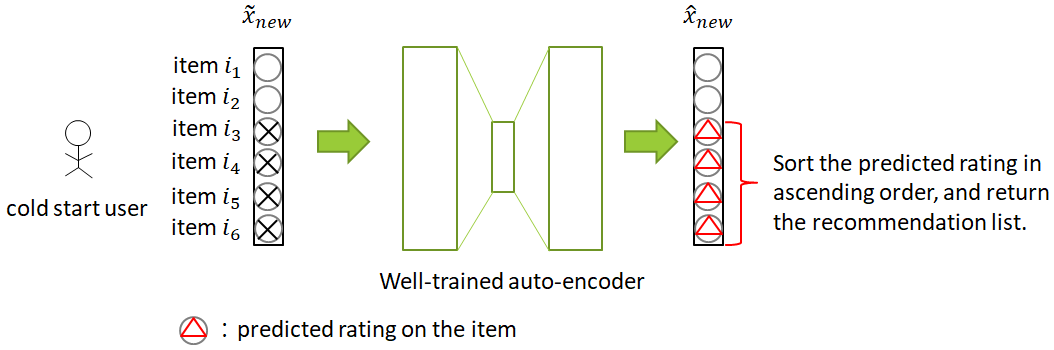 x̃new x̂new
item i1
item i2
item i3
item i4
item i5
item i6
cold start user
Sort the predicted rating in
ascending order, and return
the recommendation list.
Well-trained auto-encoder
: predicted rating on the item